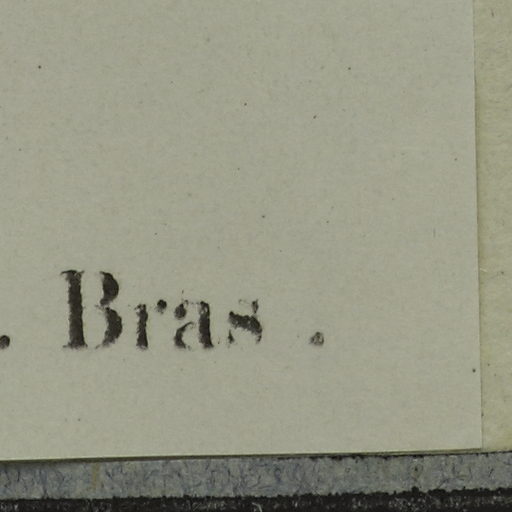 . Bras .